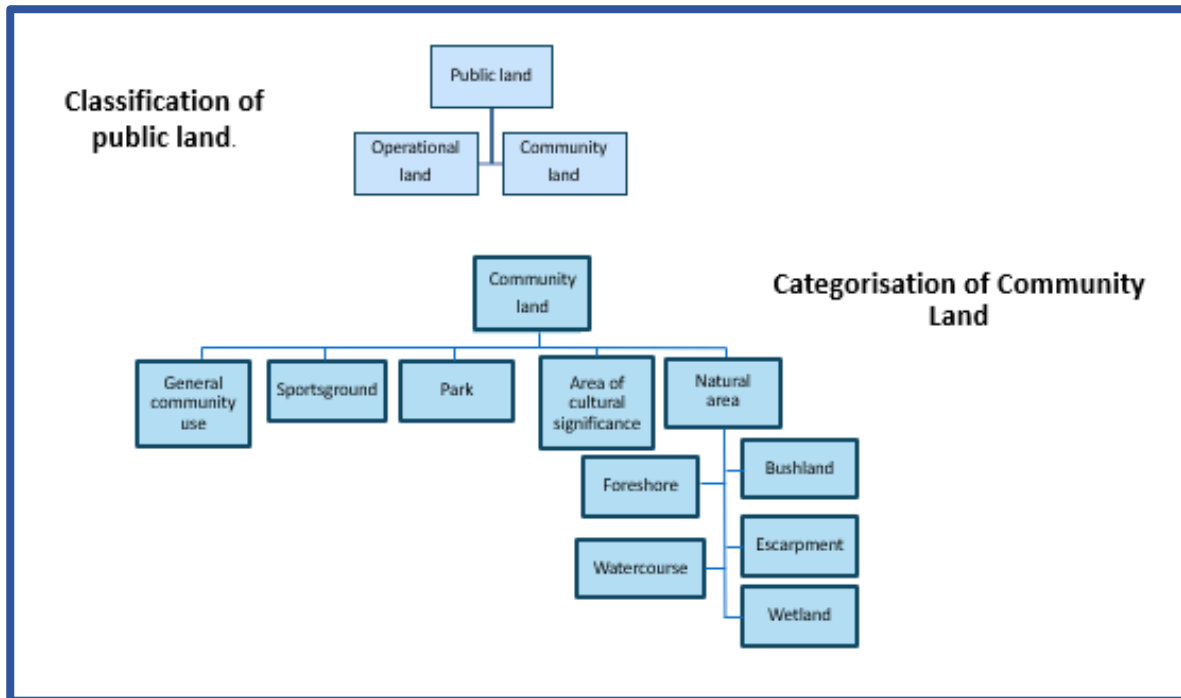 Classification of
public land.
Public land
Operational
land
Community
land
Categorisation of Community
Land
Community
land
General
community
use
Sportsground
Park
Area of
cultural
significance
Natural
area
Foreshore
Bushland
Watercourse
Escarpment
Wetland